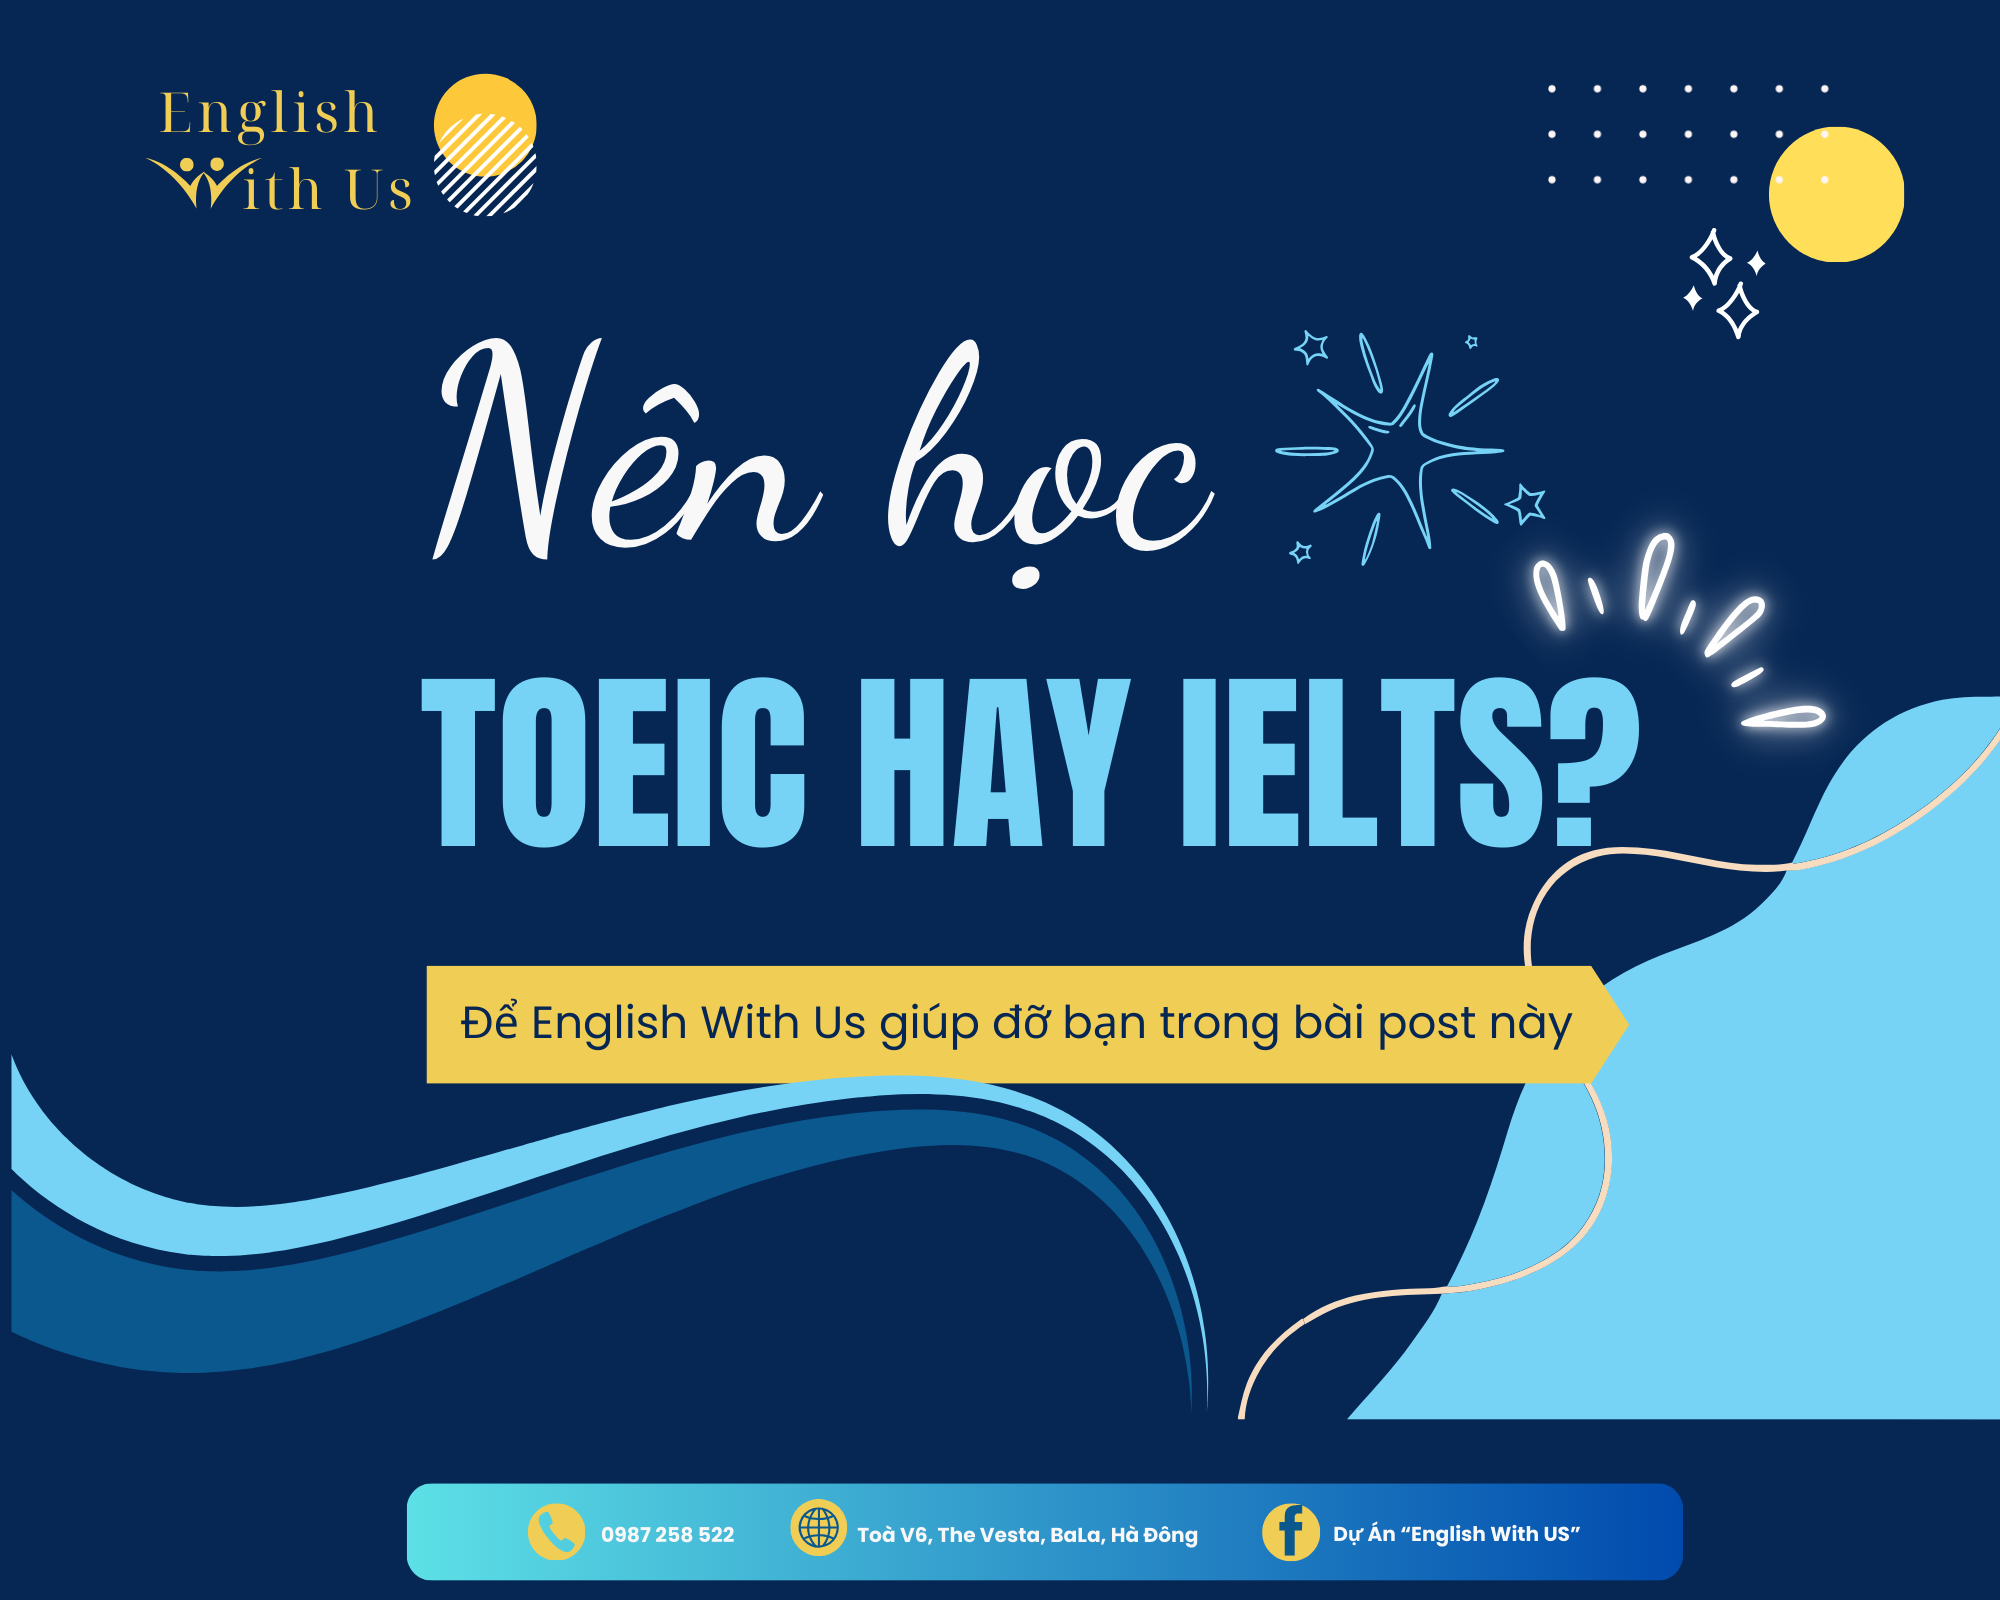 English
With Us
Nên học
TOEIC HAY IELTS?
Để English With Us giúp đỡ bạn trong bài post này
0987 258 522
Toà V6, The Vesta, BaLa, Hà Đông
Dự Án “English With US”